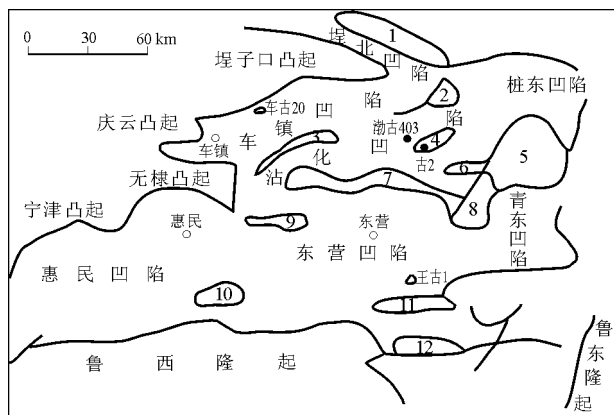 0 30 60 km
1
埕北凹陷
埕子口凸起
2
桩东凹陷
车古20
凹陷
渤古403
陷
庆云凸起
镇
3
4
5
车镇
车
化
凹
古2
6
无棣凸起
沾
7
8
青东凹陷
宁津凸起
惠民
9
东营
东营凹陷
惠民凹陷
王古1
10
11
12
鲁西隆起
鲁东隆起